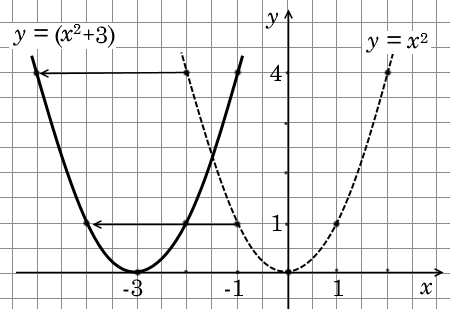 y
y = (x²+3)
y = x²
4
1
-3
-1
1
x